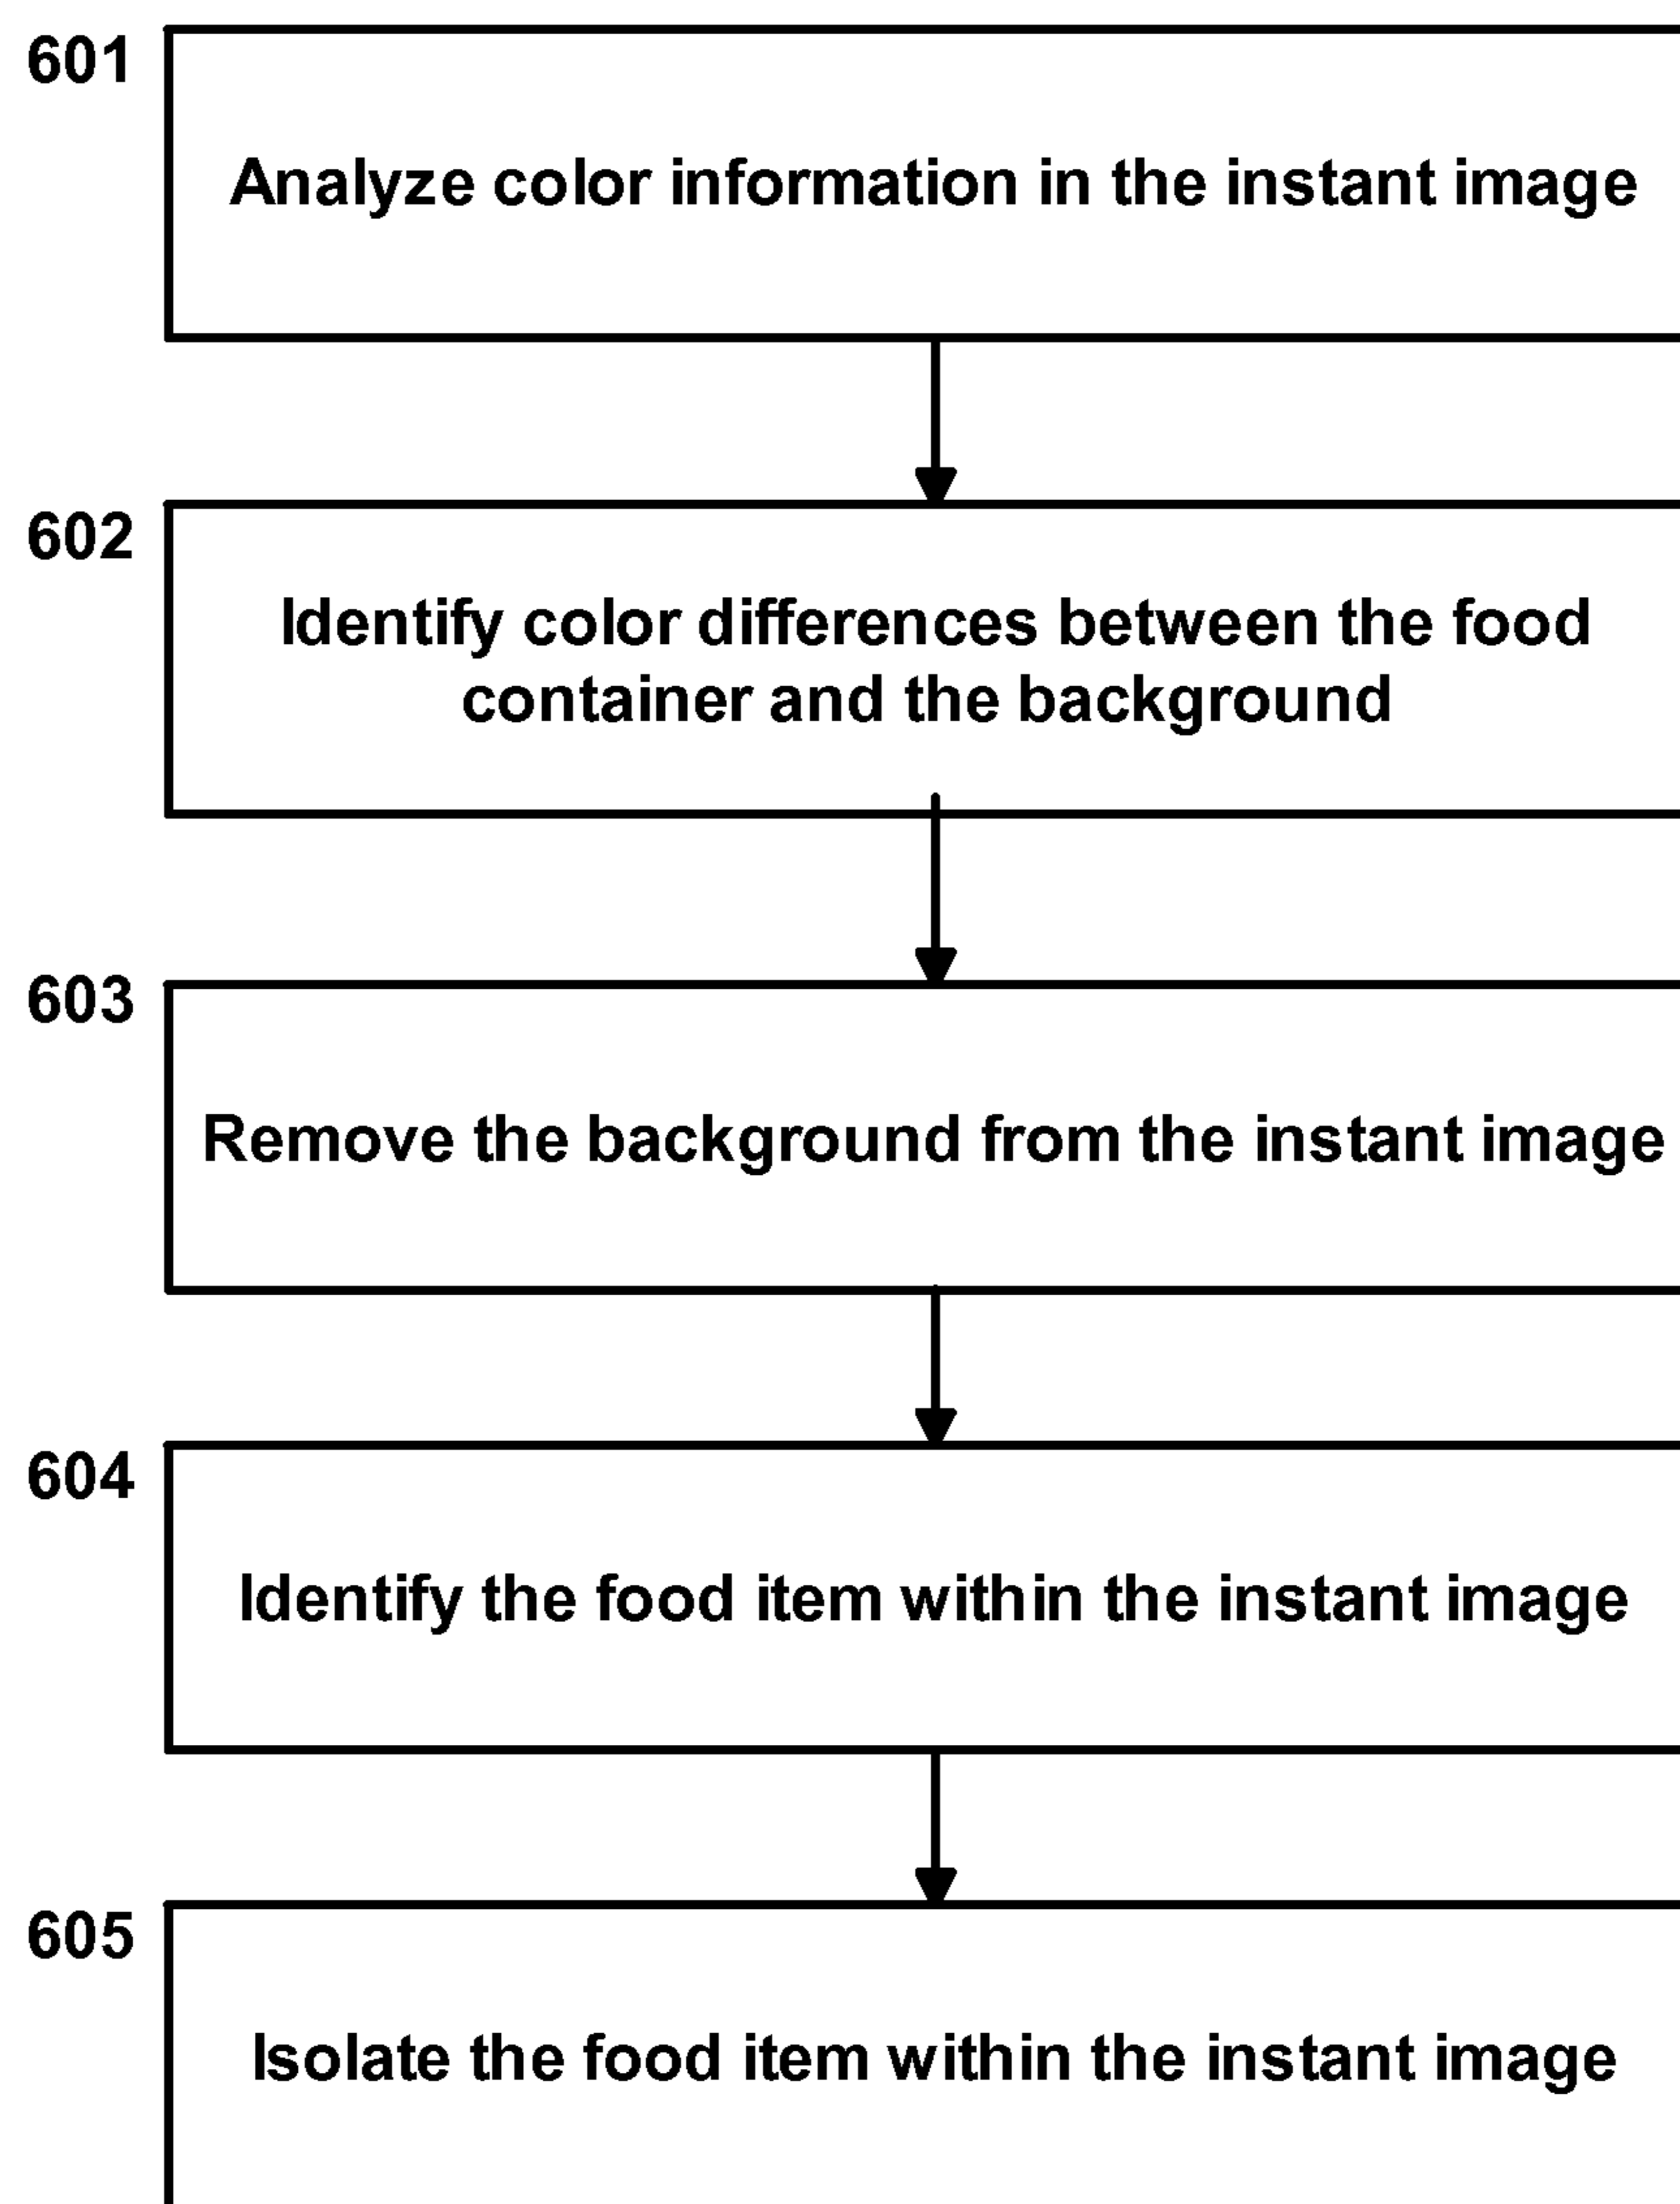 601
Analyze color information in the instant image
602
Identify color differences between the food
container and the background
603
Remove the background from the instant image
604
Identify the food item within the instant image
605
Isolate the food item within the instant image